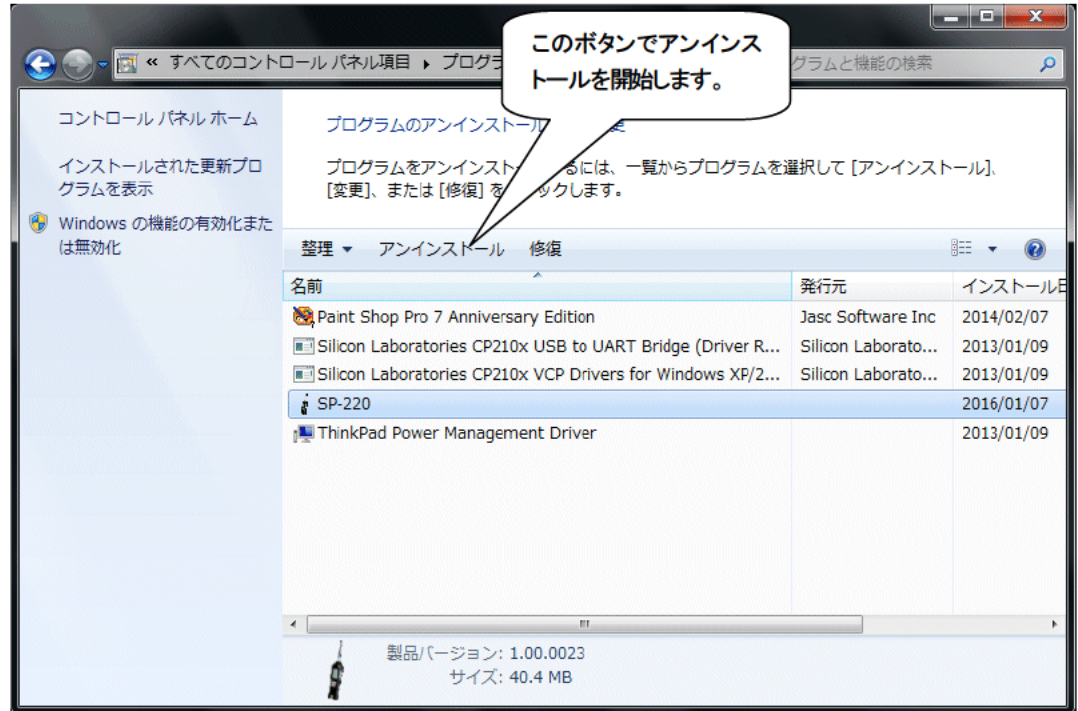 このボタンでアンインス
トールを開始します。
« すべてのコントロール パネル項目 ▸ プログラ
グラムと機能の検索
コントロール パネル ホーム
インストールされた更新プロ
グラムを表示
Windows の機能の有効化また
は無効化
プログラムのアンインストール 更
プログラムをアンインスト るには、一覧からプログラムを選択して [アンインストール]、
[変更]、または [修復] を ックします。
整理 ▼ アンインストール 修復
名前 発行元 インストール日
Paint Shop Pro 7 Anniversary Edition Jasc Software Inc 2014/02/07
Silicon Laboratories CP210x USB to UART Bridge (Driver R... Silicon Laborato... 2013/01/09
Silicon Laboratories CP210x VCP Drivers for Windows XP/2... Silicon Laborato... 2013/01/09
SP-220 2016/01/07
ThinkPad Power Management Driver 2013/01/09
製品バージョン: 1.00.0023
サイズ: 40.4 MB